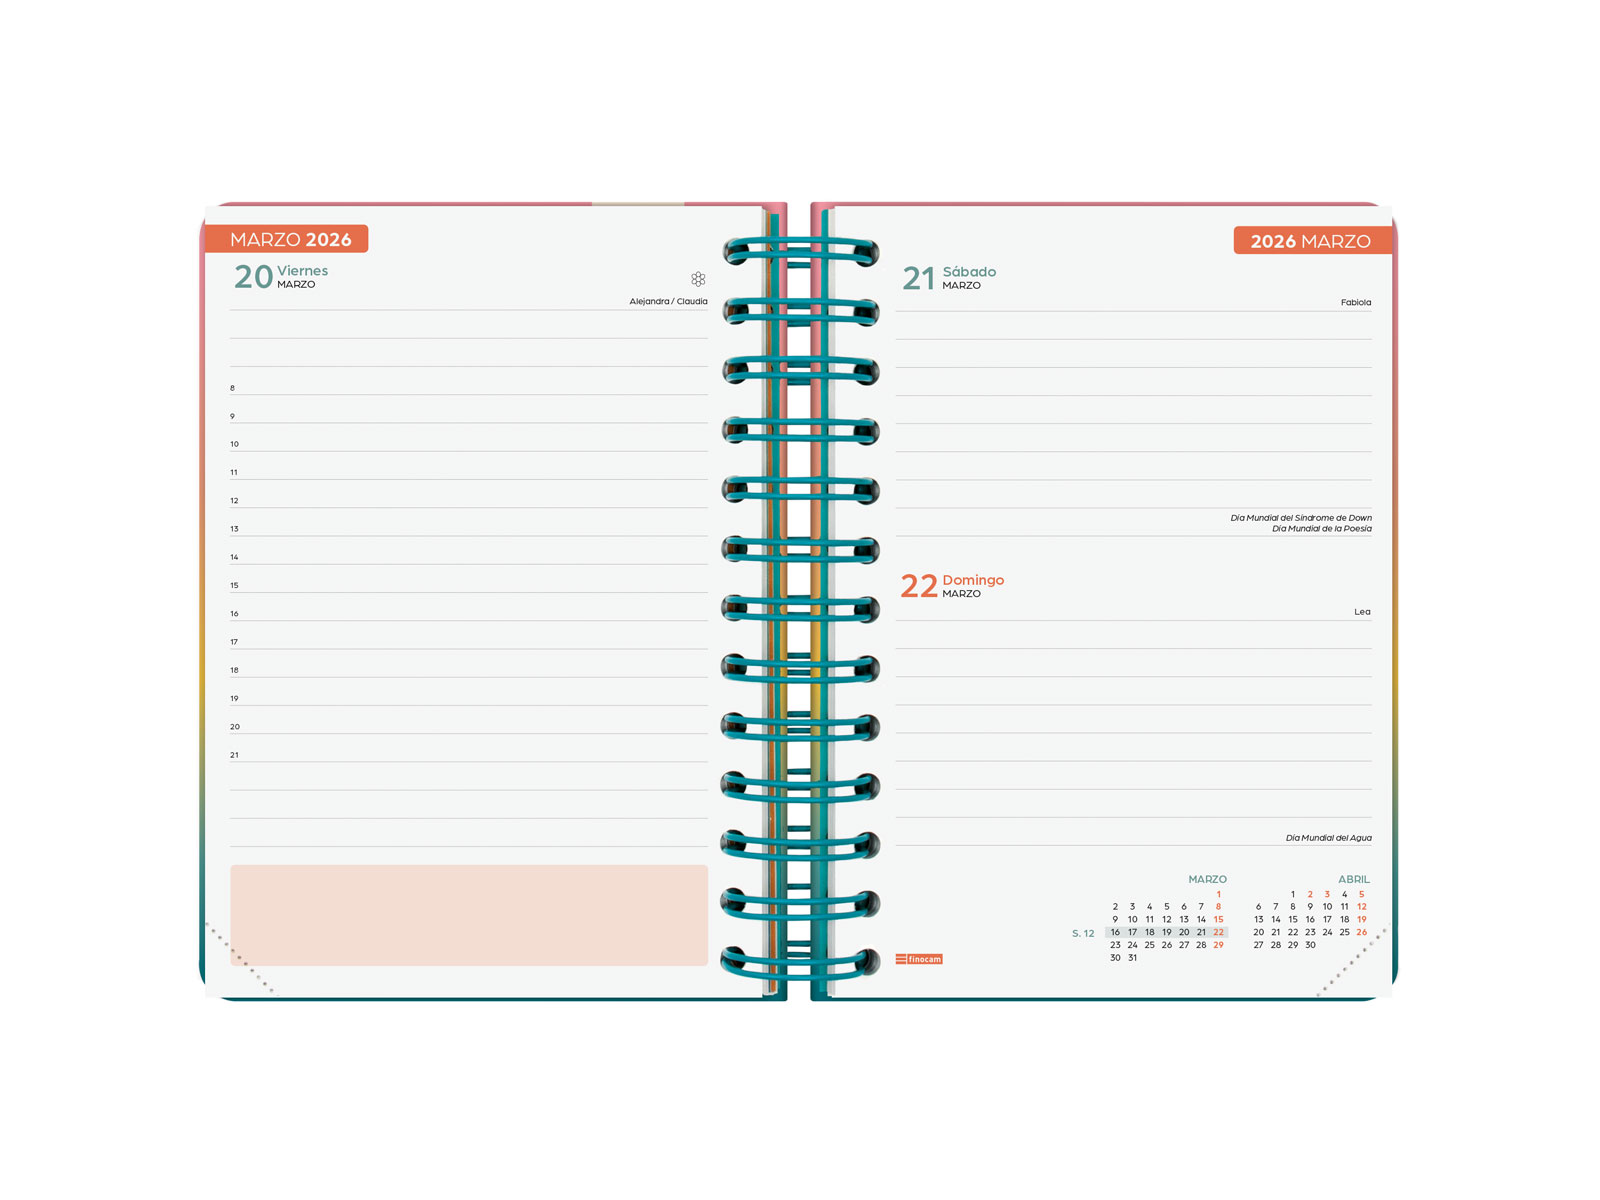 MARZO 2026
20 Viernes
MARZO
Alejandra / Claudia
8
9
10
11
12
13
14
15
16
17
18
19
20
21
2026 MARZO
21 Sábado
MARZO
Fabiola
Día Mundial del Síndrome de Down
Día Mundial de la Poesía
22 Domingo
MARZO
Lea
Día Mundial del Agua
MARZO
1
2 3 4 5 6 7 8
9 10 11 12 13 14 15
S. 12 16 17 18 19 20 21 22
23 24 25 26 27 28 29
30 31
ABRIL
1 2 3 4 5
6 7 8 9 10 11 12
13 14 15 16 17 18 19
20 21 22 23 24 25 26
27 28 29 30
finocam